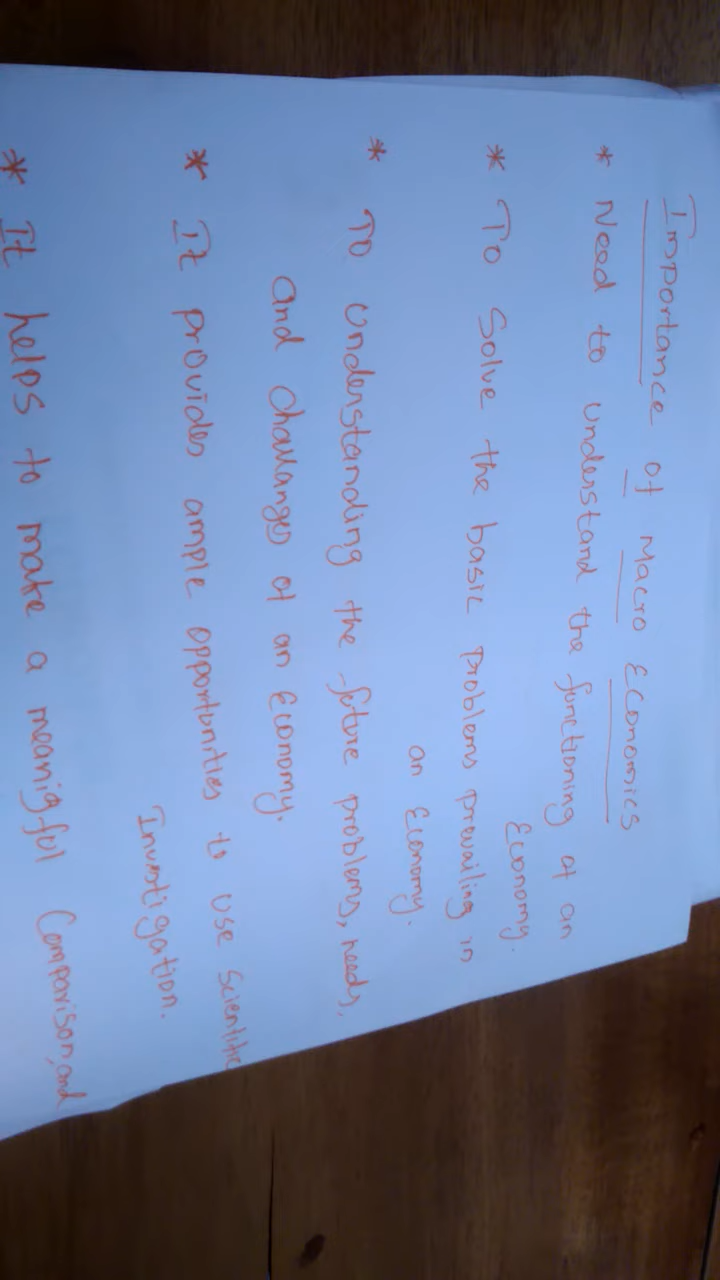 Importance of Macro Economics
* Need to understand the functioning of an
Economy.
* To Solve the basic problems prevailing in
an Economy.
* To understanding the future problems, needs,
and challanges of an Economy.
* It provides ample opportunities to use Scientific
Investigation.
* It helps to make a meanigful Comparison, and